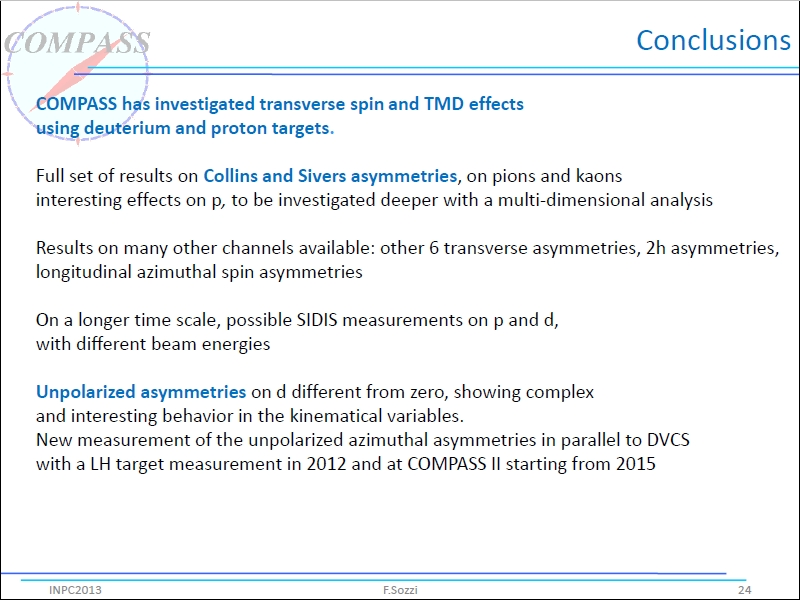 COMPASS
Conclusions
COMPASS has investigated transverse spin and TMD effects
using deuterium and proton targets.
Full set of results on Collins and Sivers asymmetries, on pions and kaons
interesting effects on p, to be investigated deeper with a multi-dimensional analysis
Results on many other channels available: other 6 transverse asymmetries, 2h asymmetries,
longitudinal azimuthal spin asymmetries
On a longer time scale, possible SIDIS measurements on p and d,
with different beam energies
Unpolarized asymmetries on d different from zero, showing complex
and interesting behavior in the kinematical variables.
New measurement of the unpolarized azimuthal asymmetries in parallel to DVCS
with a LH target measurement in 2012 and at COMPASS II starting from 2015
INPC2013 F.Sozzi 24